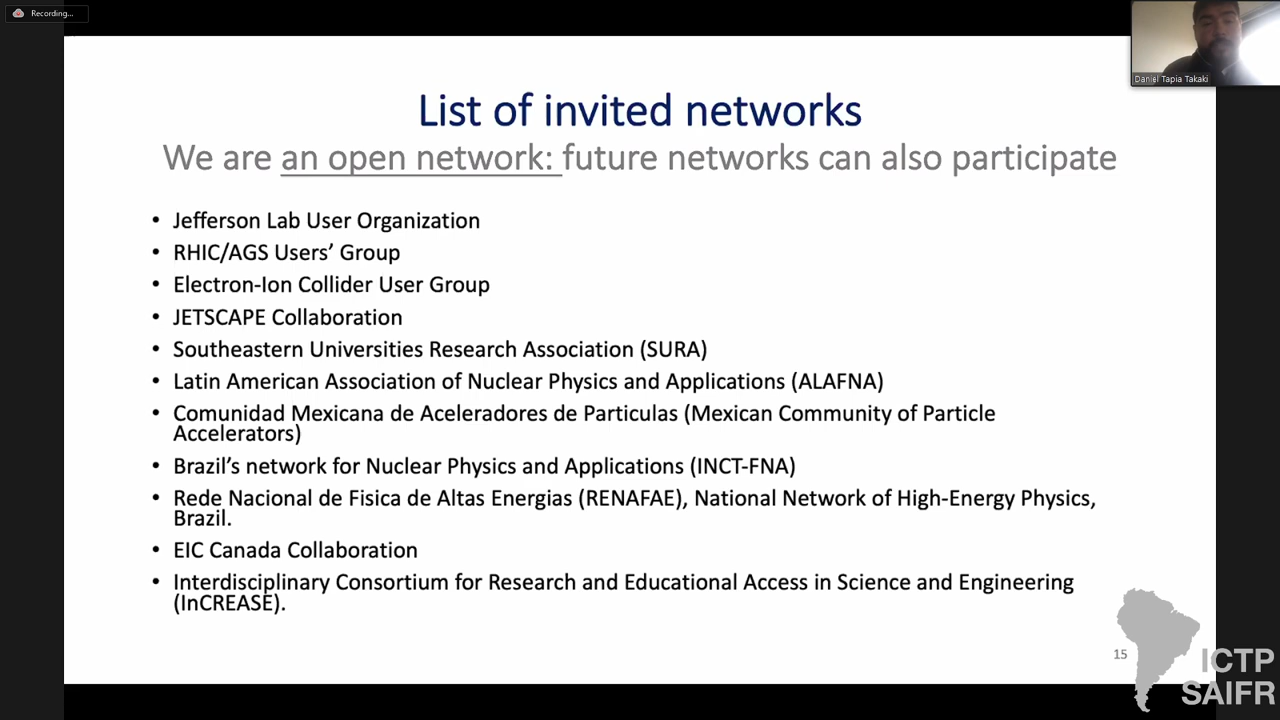 Recording...
Daniel Tapia Takaki
List of invited networks
We are an open network: future networks can also participate
• Jefferson Lab User Organization
• RHIC/AGS Users’ Group
• Electron-Ion Collider User Group
• JETSCAPE Collaboration
• Southeastern Universities Research Association (SURA)
• Latin American Association of Nuclear Physics and Applications (ALAFNA)
• Comunidad Mexicana de Aceleradores de Particulas (Mexican Community of Particle
Accelerators)
• Brazil’s network for Nuclear Physics and Applications (INCT-FNA)
• Rede Nacional de Fisica de Altas Energias (RENAFAE), National Network of High-Energy Physics,
Brazil.
• EIC Canada Collaboration
• Interdisciplinary Consortium for Research and Educational Access in Science and Engineering
(InCREASE).
15
ICTP
SAIFR